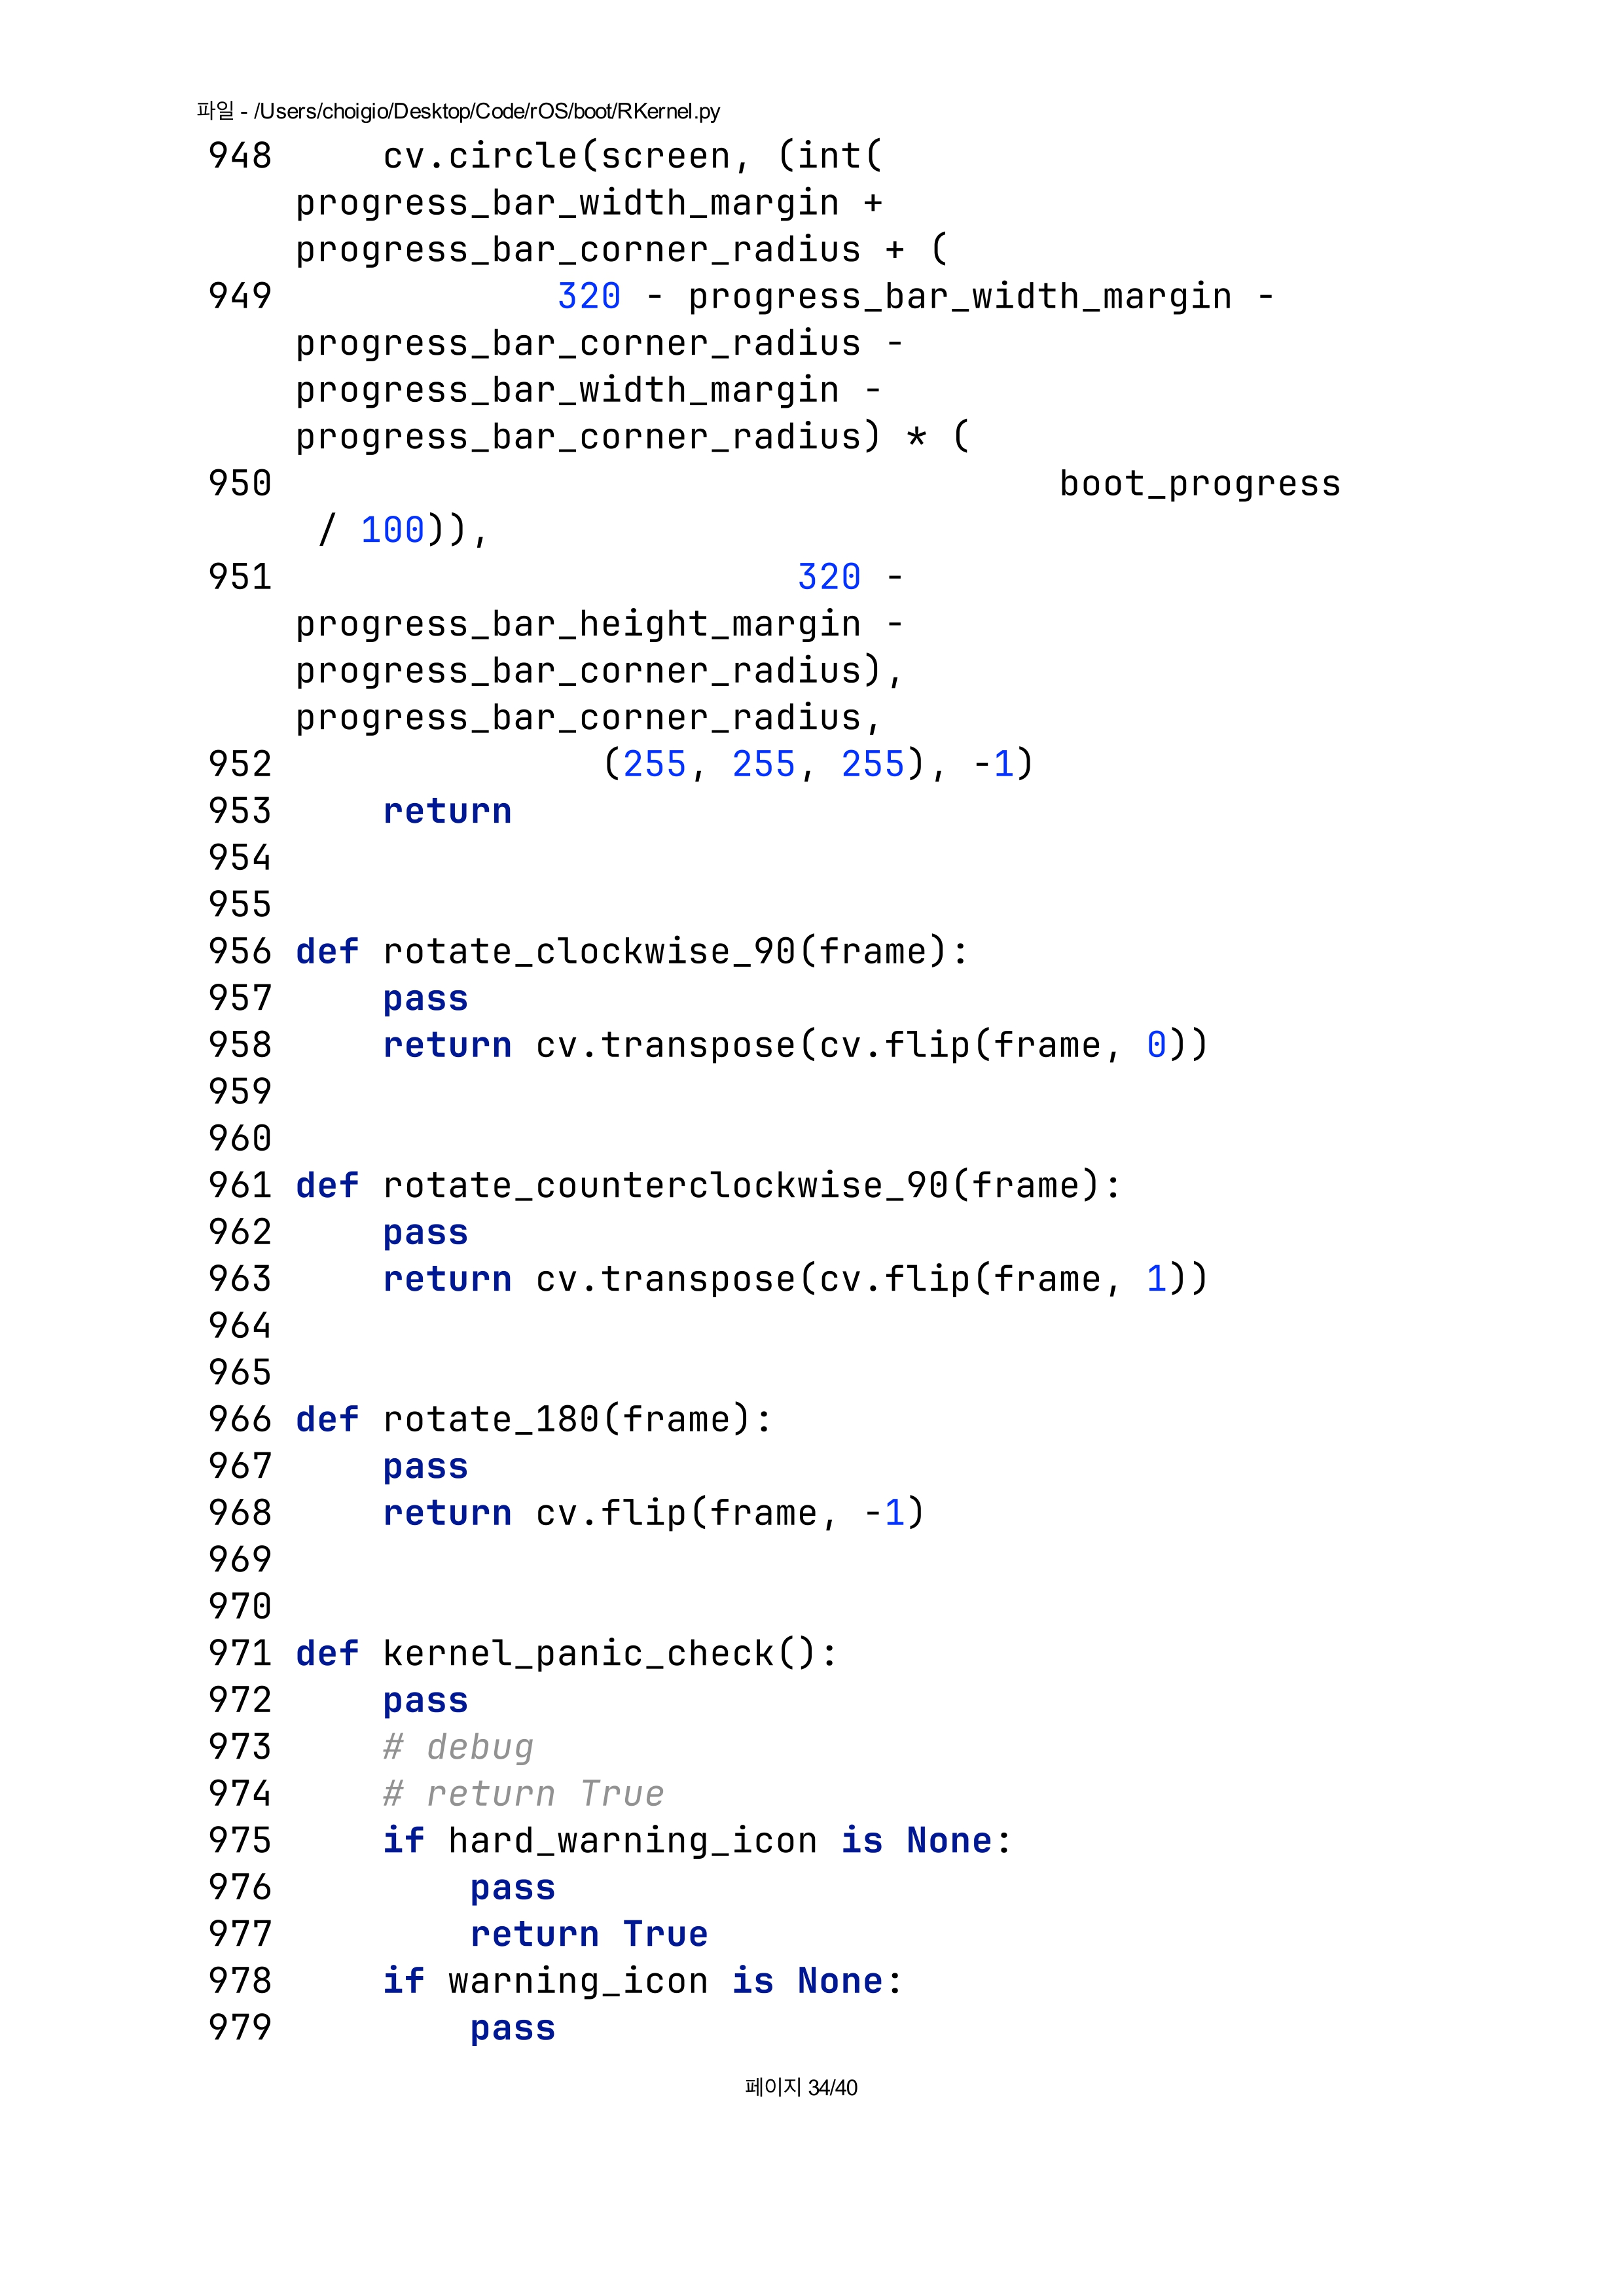 파일 - /Users/choigio/Desktop/Code/rOS/boot/RKernel.py
948     cv.circle(screen, (int(
progress_bar_width_margin +
progress_bar_corner_radius + (
949             320 - progress_bar_width_margin -
progress_bar_corner_radius -
progress_bar_width_margin -
progress_bar_corner_radius) * (
950                                    boot_progress
 / 100)),
951                        320 -
progress_bar_height_margin -
progress_bar_corner_radius),
progress_bar_corner_radius,
952               (255, 255, 255), -1)
953     return
954
955
956 def rotate_clockwise_90(frame):
957     pass
958     return cv.transpose(cv.flip(frame, 0))
959
960
961 def rotate_counterclockwise_90(frame):
962     pass
963     return cv.transpose(cv.flip(frame, 1))
964
965
966 def rotate_180(frame):
967     pass
968     return cv.flip(frame, -1)
969
970
971 def kernel_panic_check():
972     pass
973     # debug
974     # return True
975     if hard_warning_icon is None:
976         pass
977         return True
978     if warning_icon is None:
979         pass
페이지 34/40